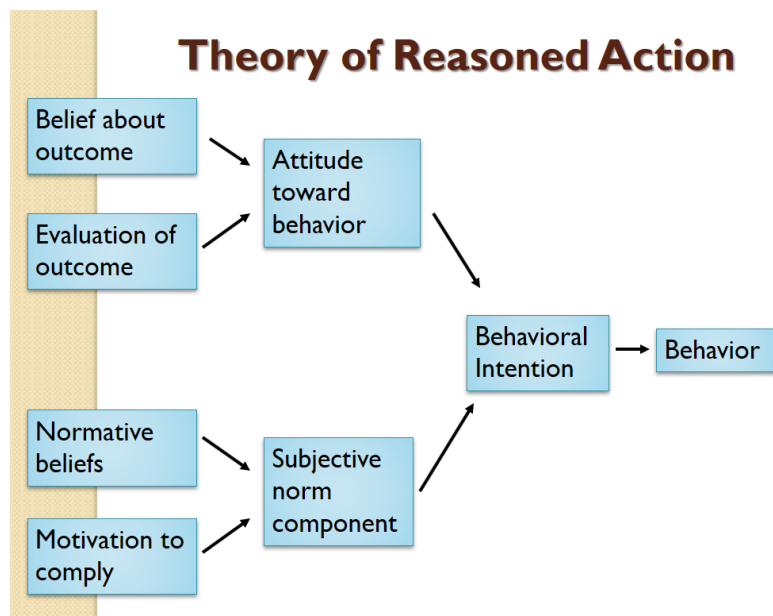 Theory of Reasoned Action
Belief about
outcome
Evaluation of
outcome
Attitude
toward
behavior
Behavioral
Intention
Behavior
Normative
beliefs
Motivation to
comply
Subjective
norm
component